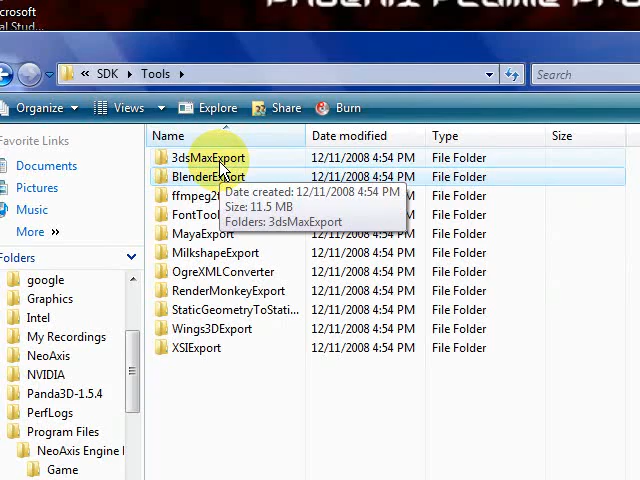 rosoft
al Stud...
SDK Tools
Search
Organize Views Explore Share Burn
Favorite Links
Documents
Pictures
Music
More
Folders
google
Graphics
Intel
My Recordings
NeoAxis
NVIDIA
Panda3D-1.5.4
PerfLogs
Program Files
NeoAxis Engine
Game
Name Date modified Type Size
3dsMaxExport 12/11/2008 4:54 PM File Folder
BlenderExport 12/11/2008 4:54 PM File Folder
12/11/2008 4:54 PM File Folder
FontTool 12/11/2008 4:54 PM File Folder
MayaExport 12/11/2008 4:54 PM File Folder
MilkshapeExport 12/11/2008 4:54 PM File Folder
OgreXMLConverter 12/11/2008 4:54 PM File Folder
RenderMonkeyExport 12/11/2008 4:54 PM File Folder
StaticGeometryToStati... 12/11/2008 4:54 PM File Folder
Wings3DExport 12/11/2008 4:54 PM File Folder
XSIExport 12/11/2008 4:54 PM File Folder
Date created: 12/11/2008 4:54 PM
Size: 11.5 MB
Folders: 3dsMaxExport